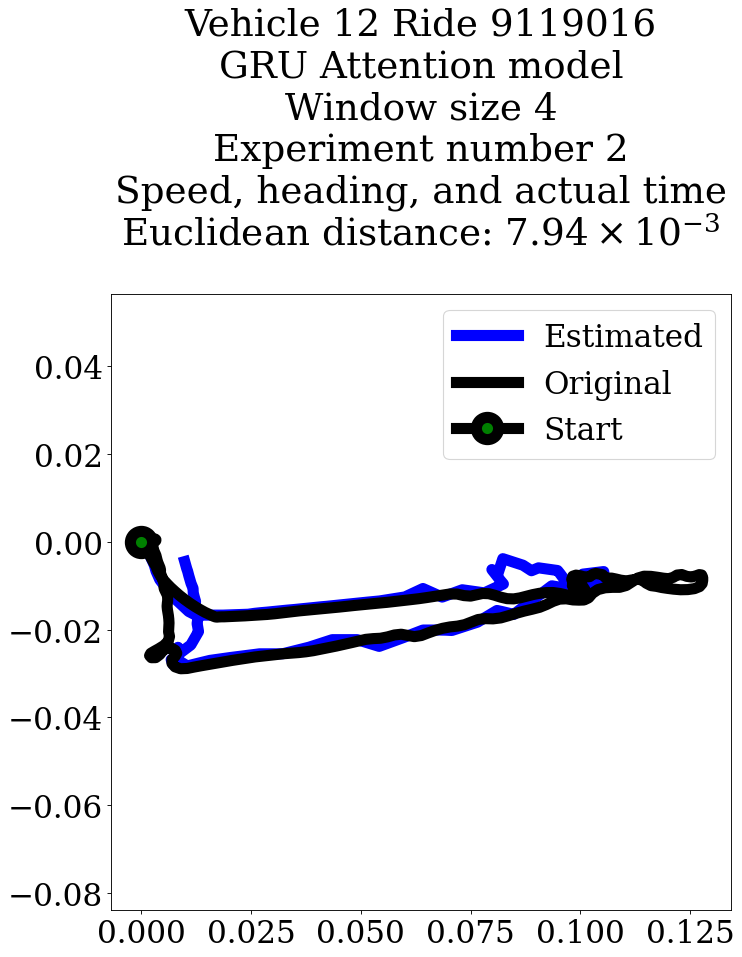 Vehicle 12 Ride 9119016
GRU Attention model
Window size 4
Experiment number 2
Speed, heading, and actual time
Euclidean distance: 7.94 × 10⁻³
Estimated
Original
Start
0.04
0.02
0.00
−0.02
−0.04
−0.06
−0.08
0.000 0.025 0.050 0.075 0.100 0.125